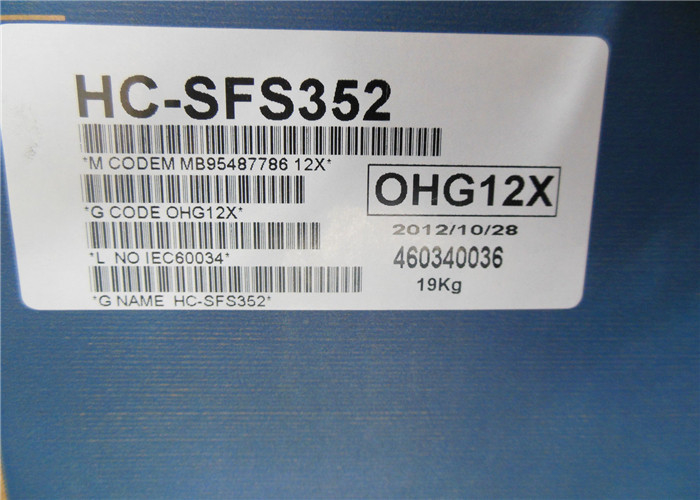 HC-SFS352
*M CODEM MB95487786 12X*
OHG12X
*G CODE OHG12X*
2012/10/28
*L NO IEC60034*
460340036
19Kg
*G NAME HC-SFS352*